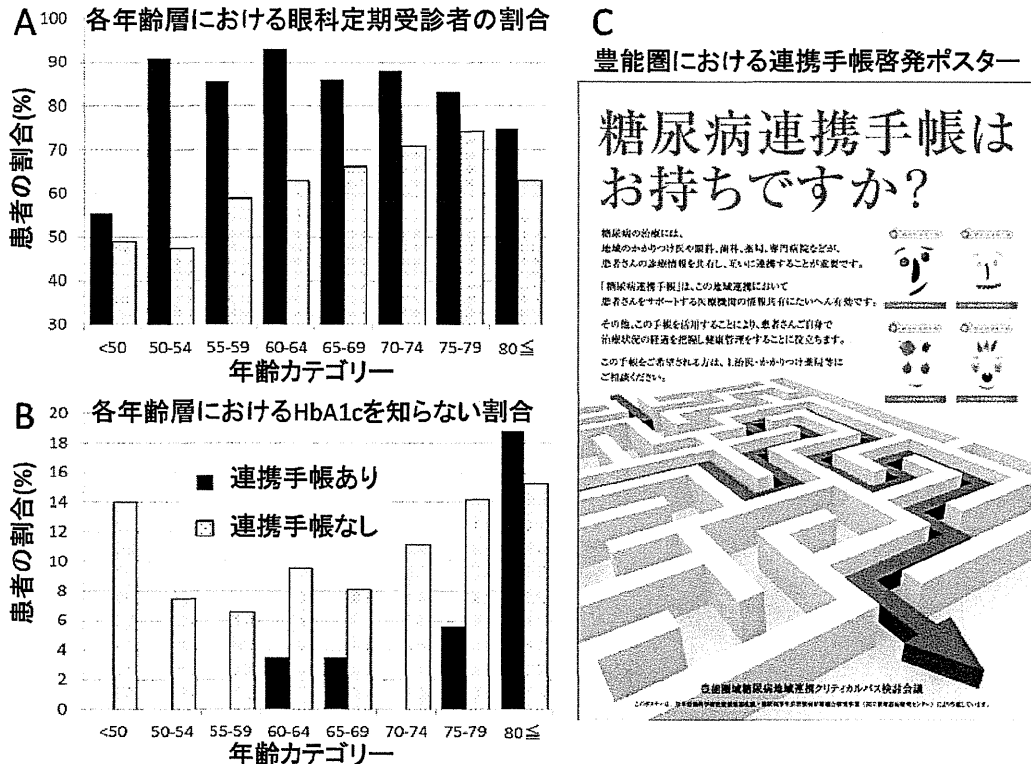 A
各年齢層における眼科定期受診者の割合
患者の割合(%)
100
90
80
70
60
50
40
30
<50
50-54
55-59
60-64
65-69
70-74
75-79
80≦
年齢カテゴリー
B
各年齢層におけるHbA1cを知らない割合
患者の割合(%)
20
18
16
14
12
10
8
6
4
2
0
連携手帳あり
連携手帳なし
<50
50-54
55-59
60-64
65-69
70-74
75-79
80≦
年齢カテゴリー
C
豊能圏における連携手帳啓発ポスター
糖尿病連携手帳は
お持ちですか?
糖尿病の治療には、
地域のかかりつけ医や眼科、歯科、薬局、専門病院などが、
患者さんの診療情報を共有し、互いに連携することが重要です。
「糖尿病連携手帳」は、この地域連携において
患者さんをサポートする医療機関の情報共有にたいへん有効です。
その他、この手帳を活用することにより、患者さんご自身で
治療状況の経過を把握し健康管理をすることに役立ちます。
この手帳をご希望される方は、主治医・かかりつけ薬局等に
ご相談ください。
豊能圏域糖尿病地域連携クリティカルパス検討会議